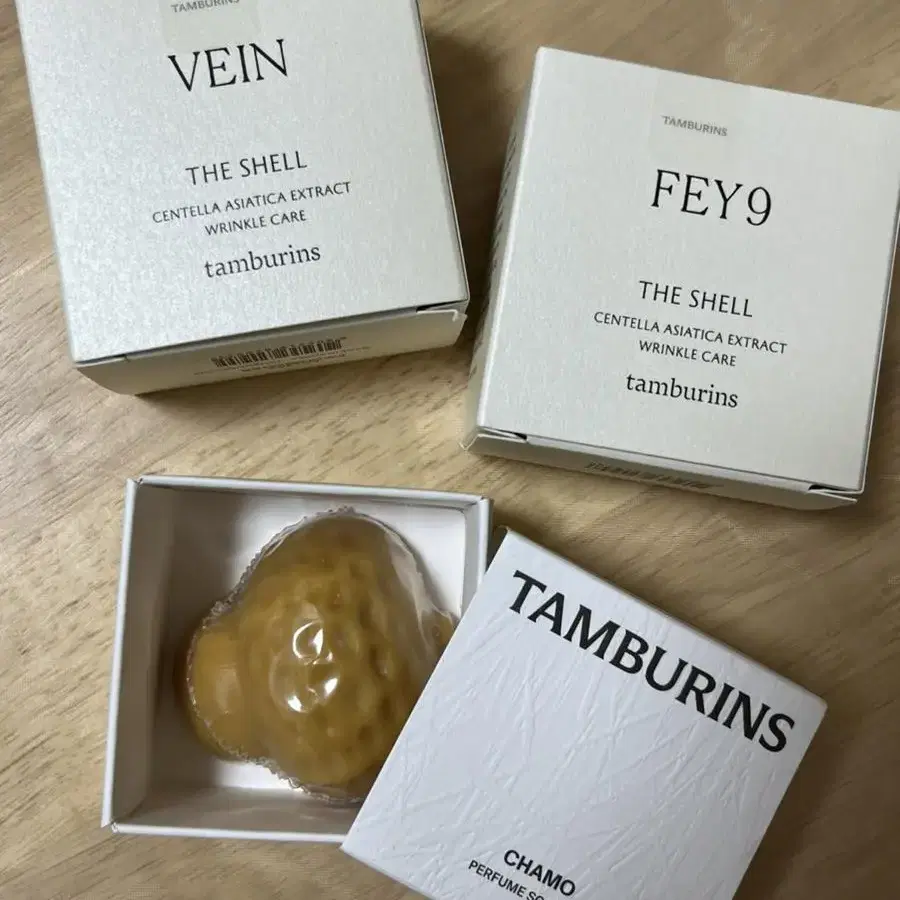 TAMBURINS
VEIN
THE SHELL
CENTELLA ASIATICA EXTRACT
WRINKLE CARE
tamburins
TAMBURINS
FEY9
THE SHELL
CENTELLA ASIATICA EXTRACT
WRINKLE CARE
tamburins
TAMBURINS
CHAMO
PERFUME